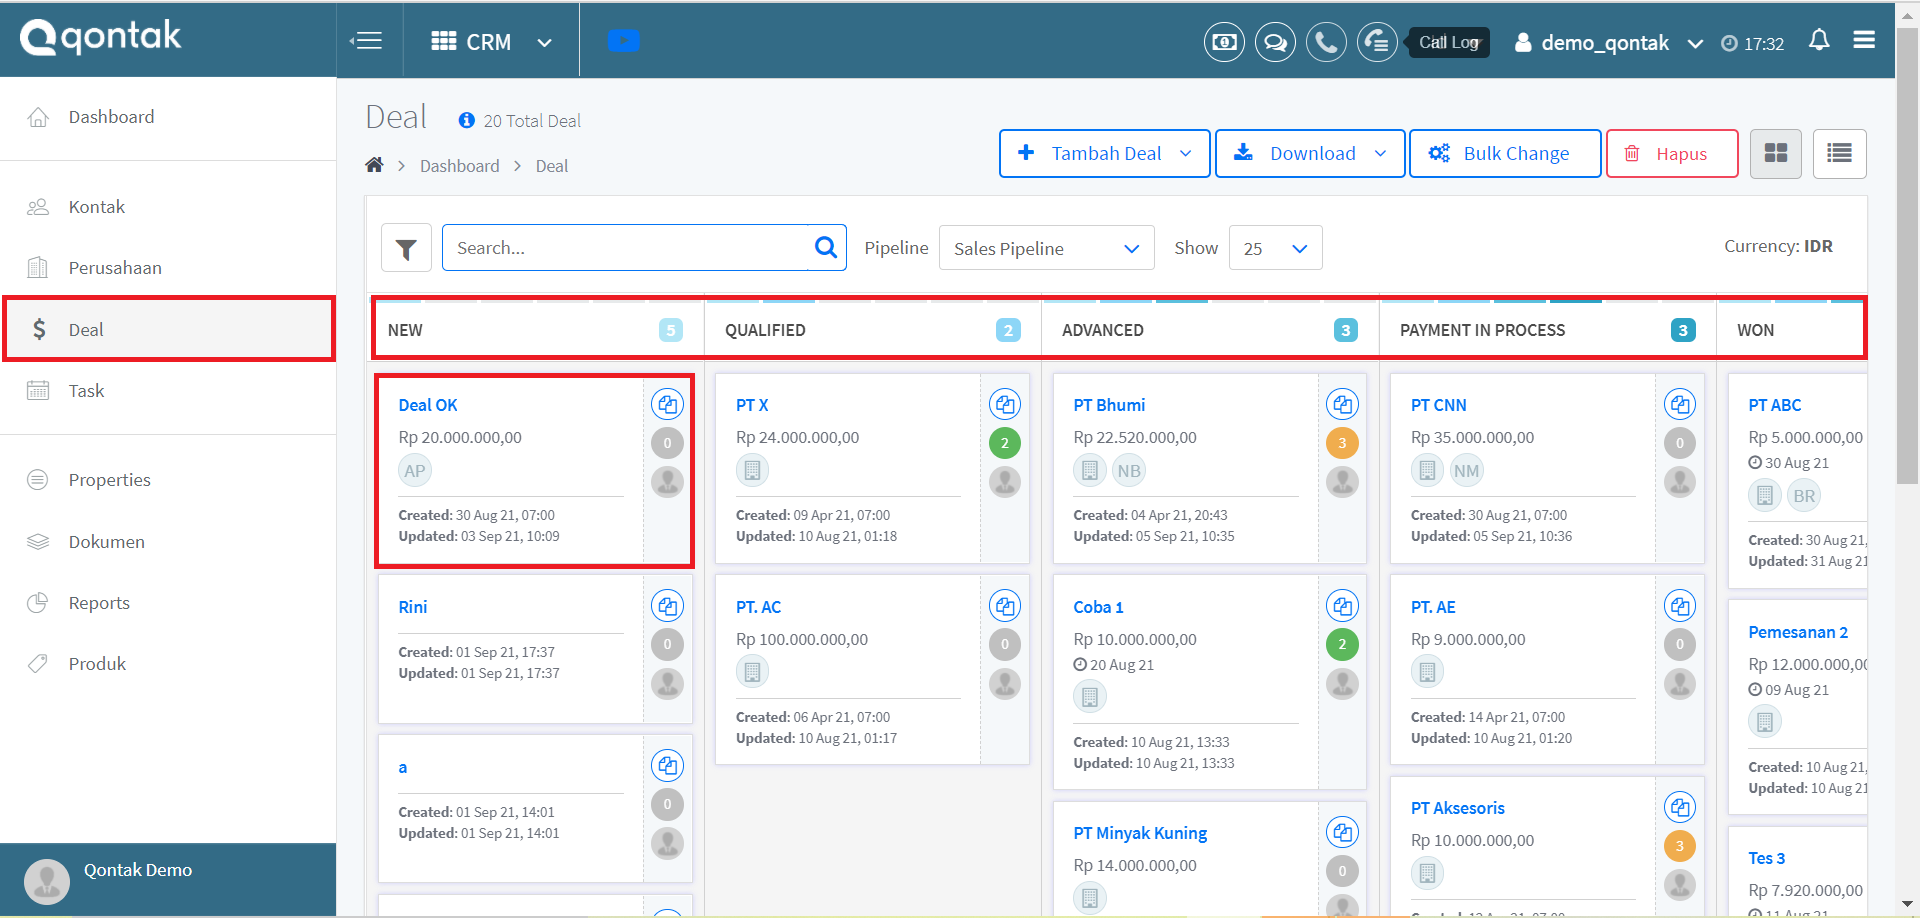 qontak
CRM
Call Log
demo_qontak
17:32
Dashboard
Kontak
Perusahaan
Deal
Task
Properties
Dokumen
Reports
Produk
Qontak Demo
Deal
20 Total Deal
Dashboard
Deal
Tambah Deal
Download
Bulk Change
Hapus
Search...
Pipeline
Sales Pipeline
Show
25
Currency: IDR
NEW
5
Deal OK
Rp 20.000.000,00
0
AP
Created: 30 Aug 21, 07:00
Updated: 03 Sep 21, 10:09
Rini
0
Created: 01 Sep 21, 17:37
Updated: 01 Sep 21, 17:37
a
0
Created: 01 Sep 21, 14:01
Updated: 01 Sep 21, 14:01
QUALIFIED
2
PT X
Rp 24.000.000,00
2
Created: 09 Apr 21, 07:00
Updated: 10 Aug 21, 01:18
PT. AC
Rp 100.000.000,00
0
Created: 06 Apr 21, 07:00
Updated: 10 Aug 21, 01:17
ADVANCED
3
PT Bhumi
Rp 22.520.000,00
3
NB
Created: 04 Apr 21, 20:43
Updated: 05 Sep 21, 10:35
Coba 1
Rp 10.000.000,00
2
20 Aug 21
Created: 10 Aug 21, 13:33
Updated: 10 Aug 21, 13:33
PT Minyak Kuning
Rp 14.000.000,00
0
PAYMENT IN PROCESS
3
PT CNN
Rp 35.000.000,00
0
NM
Created: 30 Aug 21, 07:00
Updated: 05 Sep 21, 10:36
PT. AE
Rp 9.000.000,00
0
Created: 14 Apr 21, 07:00
Updated: 10 Aug 21, 01:20
PT Aksesoris
Rp 10.000.000,00
3
WON
PT ABC
Rp 5.000.000,00
30 Aug 21
BR
Created: 30 Aug 21,
Updated: 31 Aug 21
Pemesanan 2
Rp 12.000.000,00
09 Aug 21
Created: 10 Aug 21,
Updated: 10 Aug 21
Tes 3
Rp 7.920.000,00